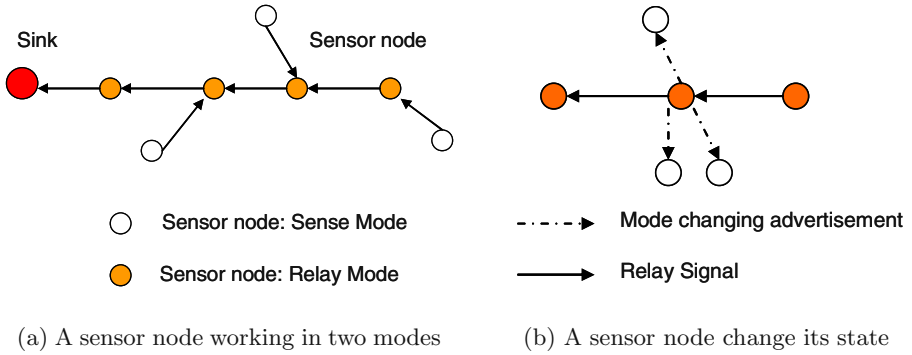 Sink
Sensor node
Sensor node: Sense Mode
Sensor node: Relay Mode
Mode changing advertisement
Relay Signal
(a) A sensor node working in two modes
(b) A sensor node change its state